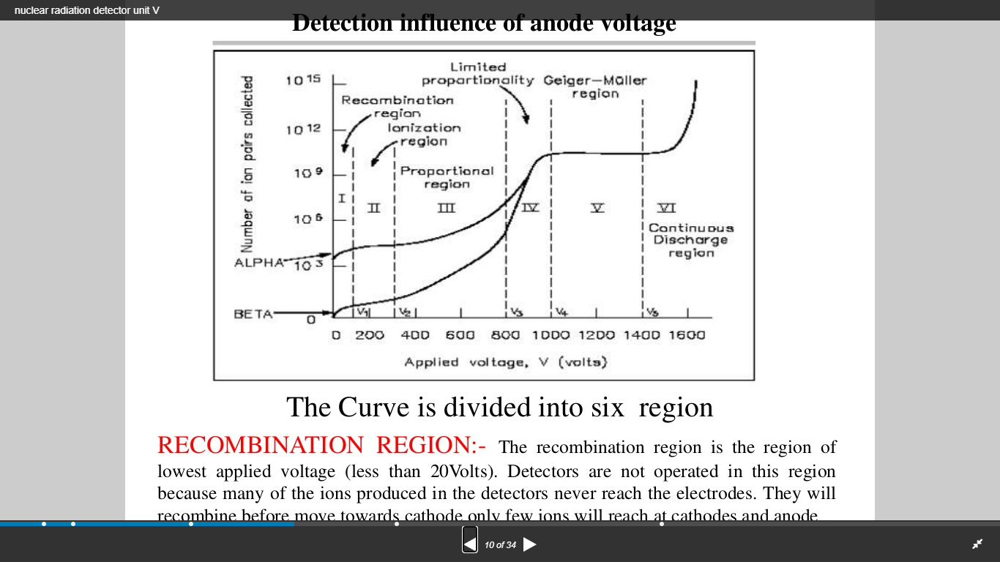 nuclear radiation detector unit V
Detection influence of anode voltage
Number of ion pairs collected
10 15
10 12
10 9
10 6
10 3
0
ALPHA
BETA
Recombination
region
Ionization
region
Proportional
region
Limited
proportionality
Geiger-Müller
region
Continuous
Discharge
region
I
II
III
IV
V
VI
V1
V2
V3
V4
V5
0 200 400 600 800 1000 1200 1400 1600
Applied voltage, V (volts)
The Curve is divided into six region
RECOMBINATION REGION:- The recombination region is the region of
lowest applied voltage (less than 20Volts). Detectors are not operated in this region
because many of the ions produced in the detectors never reach the electrodes. They will
recombine before move towards cathode only few ions will reach at cathodes and anode
10 of 34